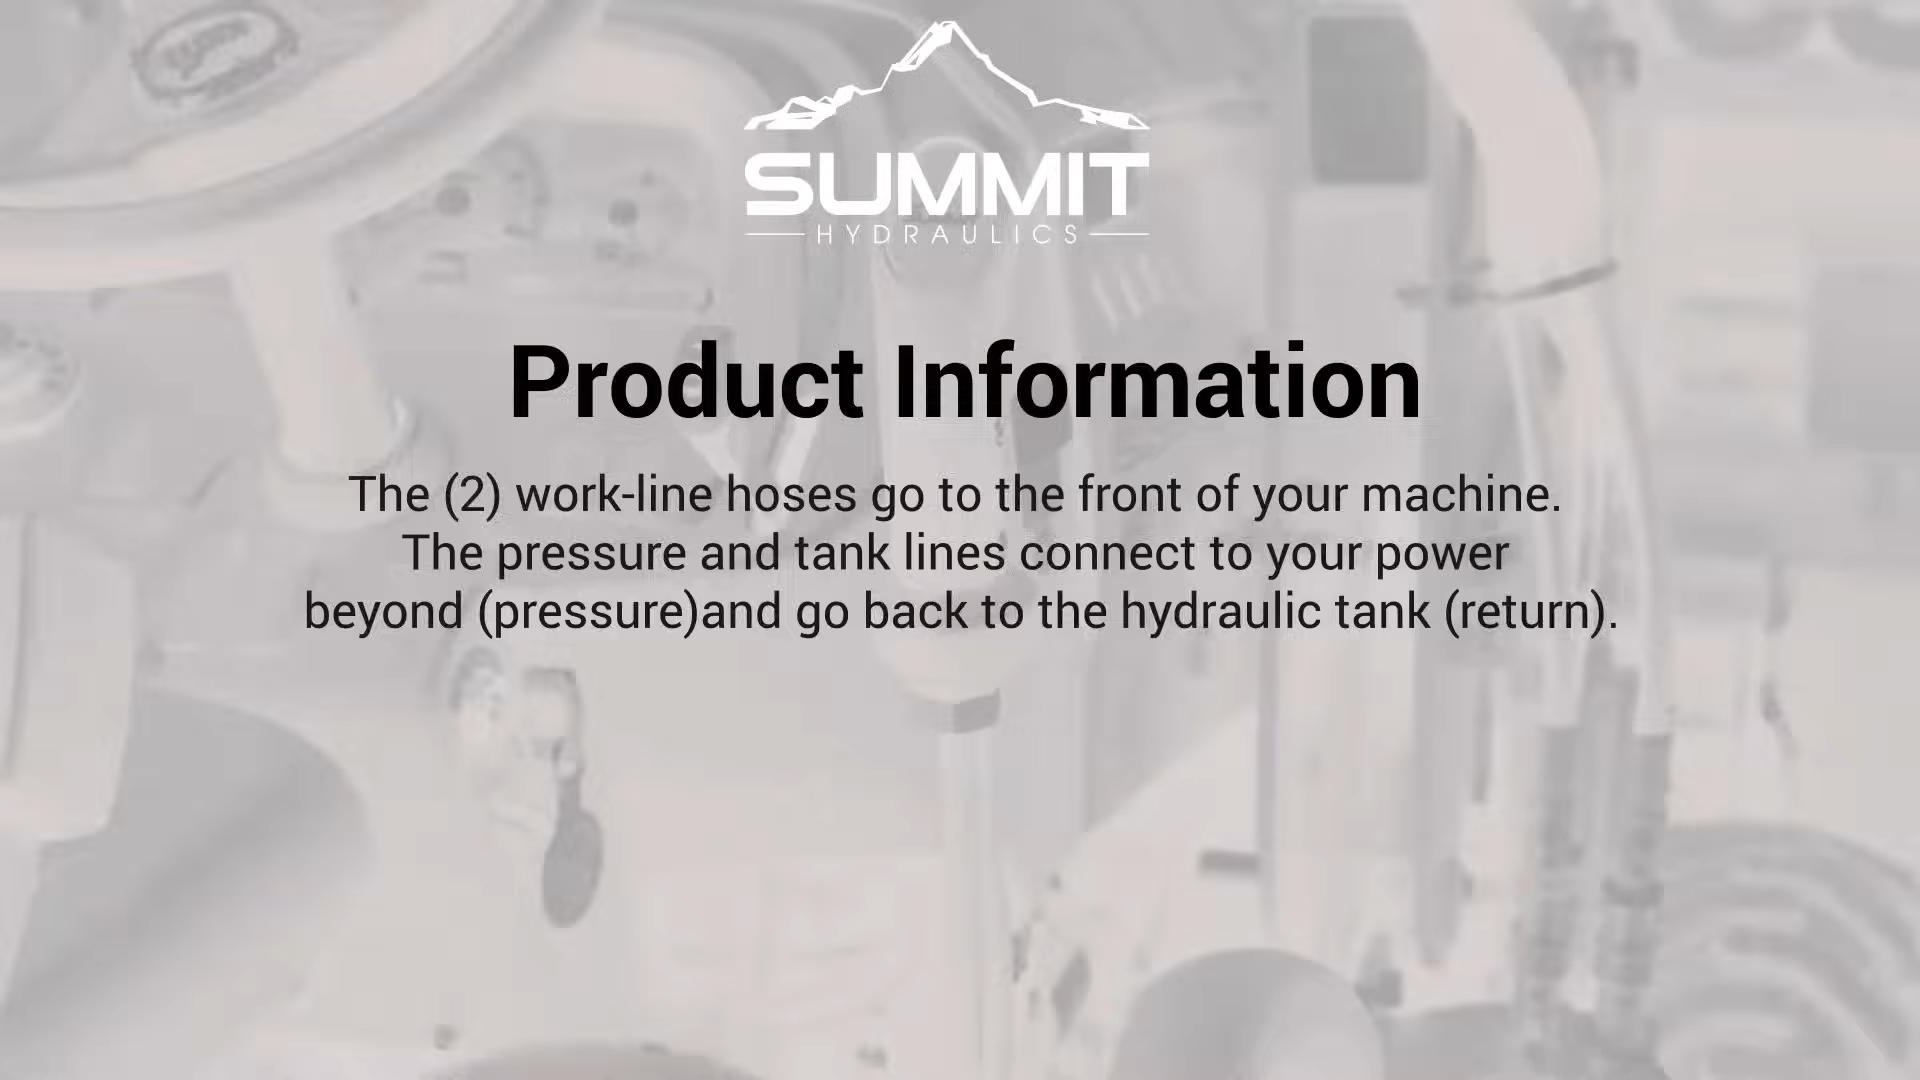 SUMMIT
HYDRAULICS
Product Information
The (2) work-line hoses go to the front of your machine.
The pressure and tank lines connect to your power
beyond (pressure)and go back to the hydraulic tank (return).